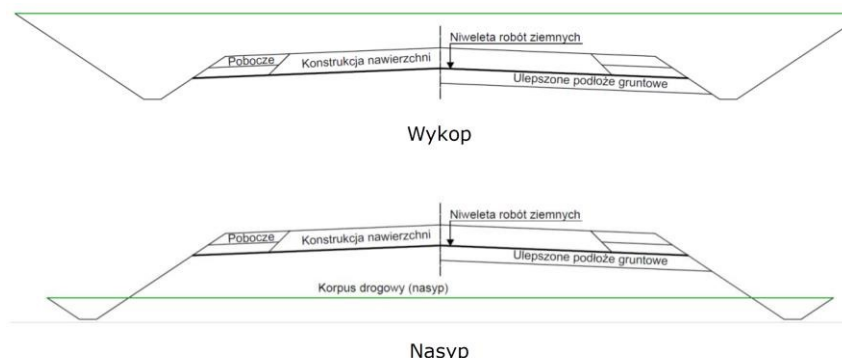 Niweleta robót ziemnych
Pobocze
Konstrukcja nawierzchni
Ulepszone podłoże gruntowe
Wykop
Niweleta robót ziemnych
Pobocze
Konstrukcja nawierzchni
Ulepszone podłoże gruntowe
Korpus drogowy (nasyp)
Nasyp